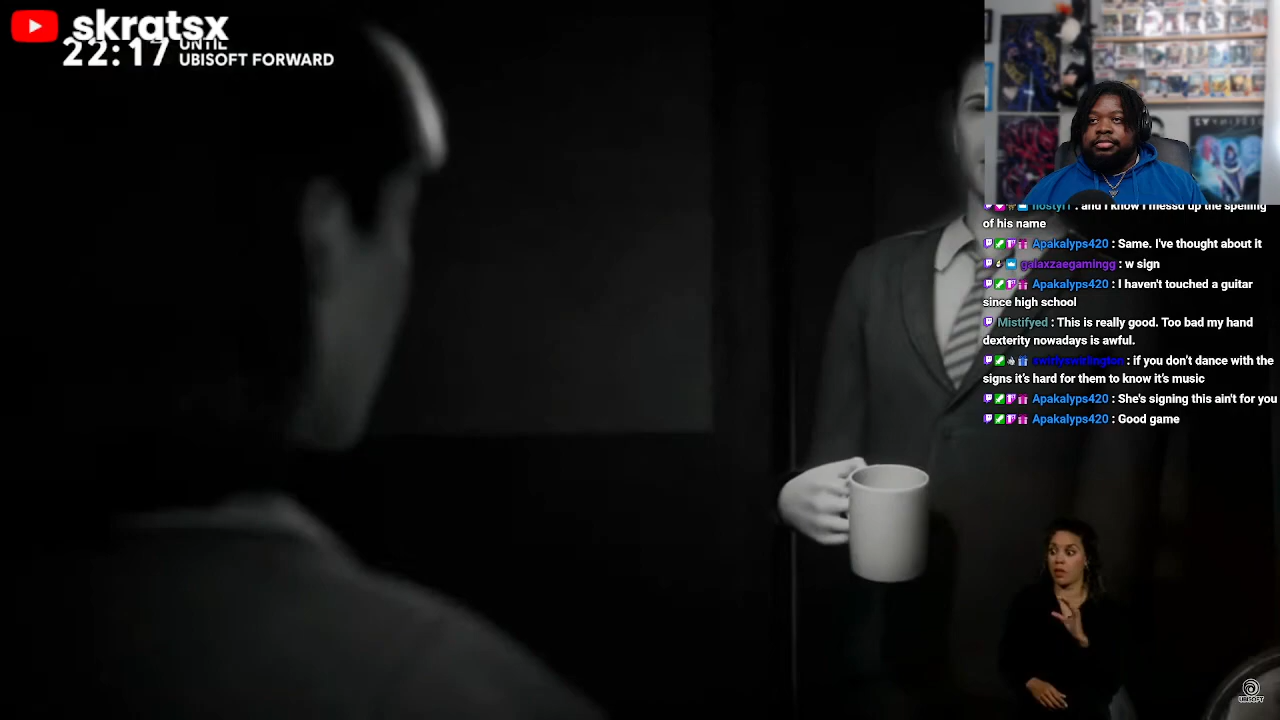 skratsx
22:17 UNTIL
UBISOFT FORWARD
hostyrr : and I know I messd up the spelling
of his name
Apakalyps420 : Same. I've thought about it
galaxzaegamingg : w sign
Apakalyps420 : I haven't touched a guitar
since high school
Mistifyed : This is really good. Too bad my hand
dexterity nowadays is awful.
swirlyswirlington : if you don't dance with the
signs it's hard for them to know it's music
Apakalyps420 : She's signing this ain't for you
Apakalyps420 : Good game
UBISOFT